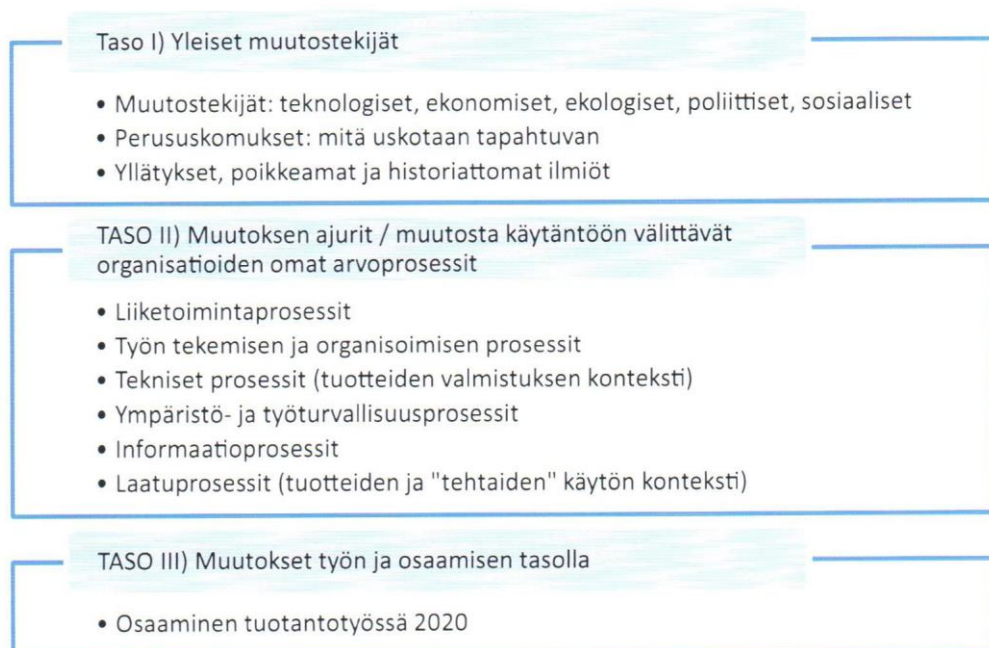 Taso I) Yleiset muutostekijät
• Muutostekijät: teknologiset, ekonomiset, ekologiset, poliittiset, sosiaaliset
• Perususkomukset: mitä uskotaan tapahtuvan
• Yllätykset, poikkeamat ja historiattomat ilmiöt
TASO II) Muutoksen ajurit / muutosta käytäntöön välittävät
organisatioiden omat arvoprosessit
• Liiketoimintaprosessit
• Työn tekemisen ja organisoimisen prosessit
• Tekniset prosessit (tuotteiden valmistuksen konteksti)
• Ympäristö- ja työturvallisuusprosessit
• Informaatioprosessit
• Laatuprosessit (tuotteiden ja "tehtaiden" käytön konteksti)
TASO III) Muutokset työn ja osaamisen tasolla
• Osaaminen tuotantotyössä 2020